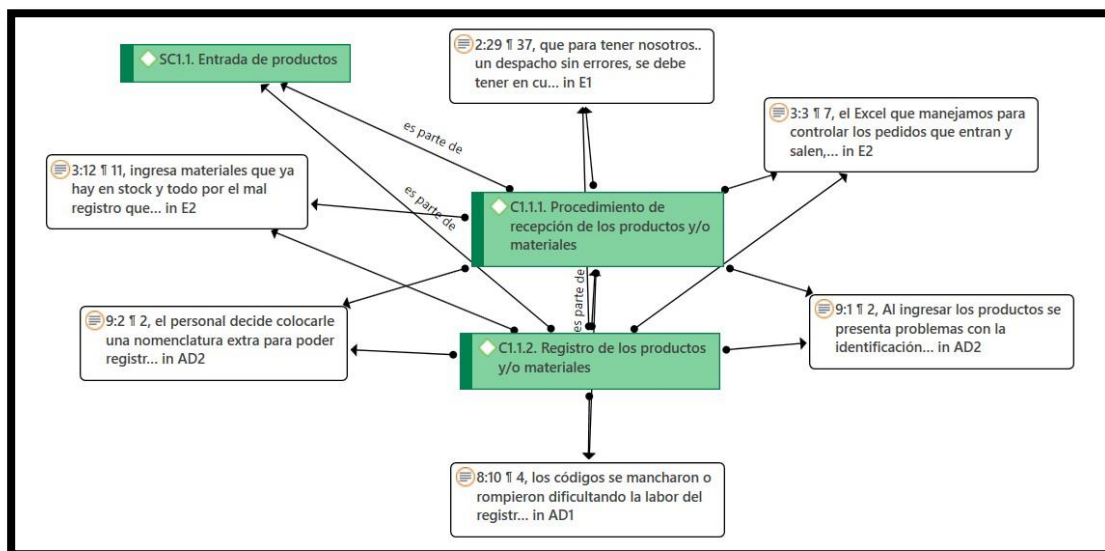 SC1.1. Entrada de productos
2:29 ¶ 37, que para tener nosotros..
un despacho sin errores, se debe
tener en cu... in E1
3:3 ¶ 7, el Excel que manejamos para
controlar los pedidos que entran y
salen,... in E2
es parte de
3:12 ¶ 11, ingresa materiales que ya
hay en stock y todo por el mal
registro que... in E2
es parte de
C1.1.1. Procedimiento de
recepción de los productos y/o
materiales
es parte de
9:2 ¶ 2, el personal decide colocarle
una nomenclatura extra para poder
registr... in AD2
9:1 ¶ 2, Al ingresar los productos se
presenta problemas con la
identificación... in AD2
C1.1.2. Registro de los productos
y/o materiales
8:10 ¶ 4, los códigos se mancharon o
rompieron dificultando la labor del
registr... in AD1